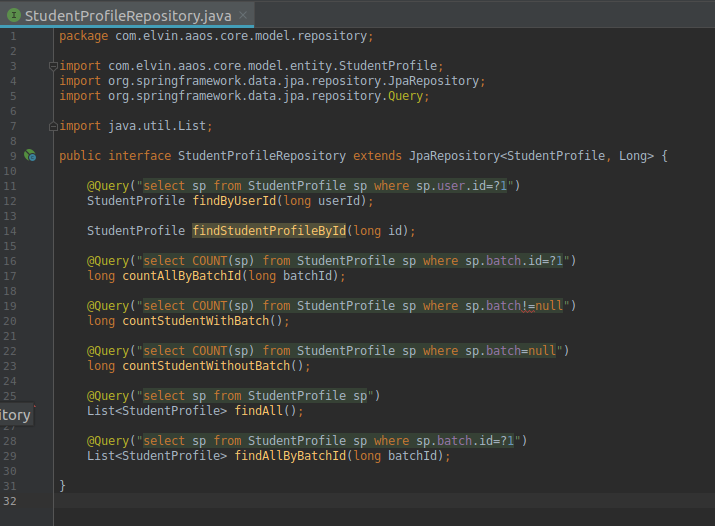 StudentProfileRepository.java
1 package com.elvin.aaos.core.model.repository;
2
3 import com.elvin.aaos.core.model.entity.StudentProfile;
4 import org.springframework.data.jpa.repository.JpaRepository;
5 import org.springframework.data.jpa.repository.Query;
6
7 import java.util.List;
8
9 public interface StudentProfileRepository extends JpaRepository<StudentProfile, Long> {
10
11 @Query("select sp from StudentProfile sp where sp.user.id=?1")
12 StudentProfile findByUserId(long userId);
13
14 StudentProfile findStudentProfileById(long id);
15
16 @Query("select COUNT(sp) from StudentProfile sp where sp.batch.id=?1")
17 long countAllByBatchId(long batchId);
18
19 @Query("select COUNT(sp) from StudentProfile sp where sp.batch!=null")
20 long countStudentWithBatch();
21
22 @Query("select COUNT(sp) from StudentProfile sp where sp.batch=null")
23 long countStudentWithoutBatch();
24
25 @Query("select sp from StudentProfile sp")
itory List<StudentProfile> findAll();
27
28 @Query("select sp from StudentProfile sp where sp.batch.id=?1")
29 List<StudentProfile> findAllByBatchId(long batchId);
30
31 }
32